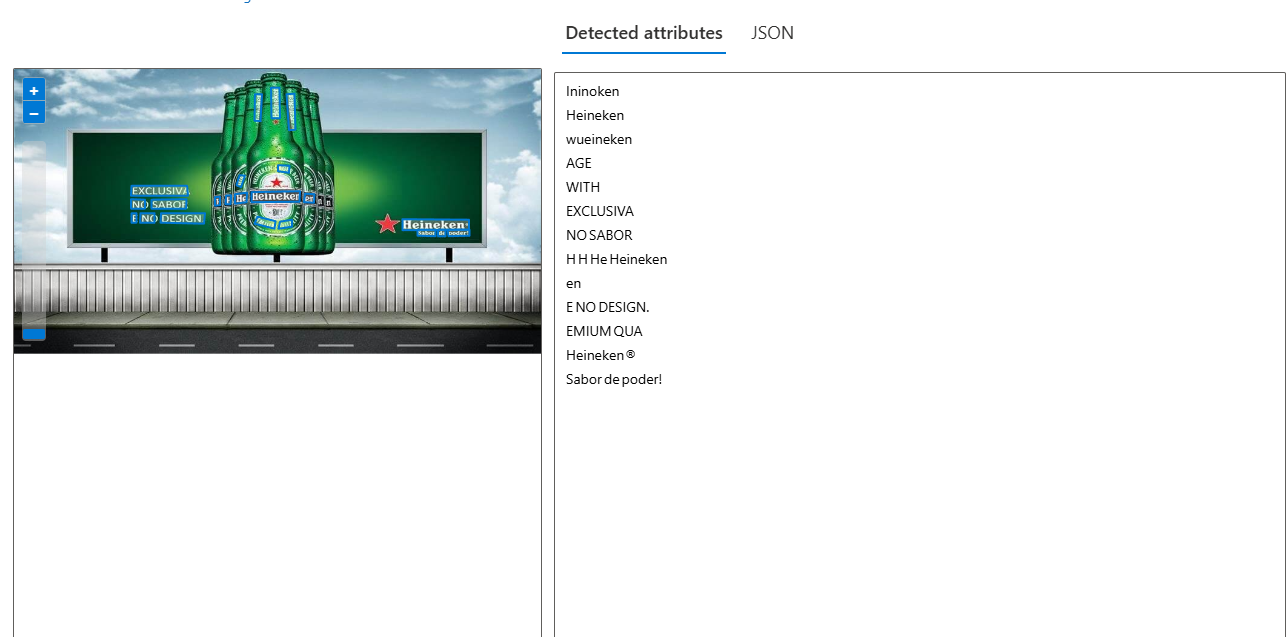 Detected attributes JSON
+
−
EXCLUSIVA
NO SABOR
E NO DESIGN.
Heineken
Heineken
Heineken
Sabor de poder!
Ininoken
Heineken
wueineken
AGE
WITH
EXCLUSIVA
NO SABOR
H H He Heineken
en
E NO DESIGN.
EMIUM QUA
Heineken®
Sabor de poder!